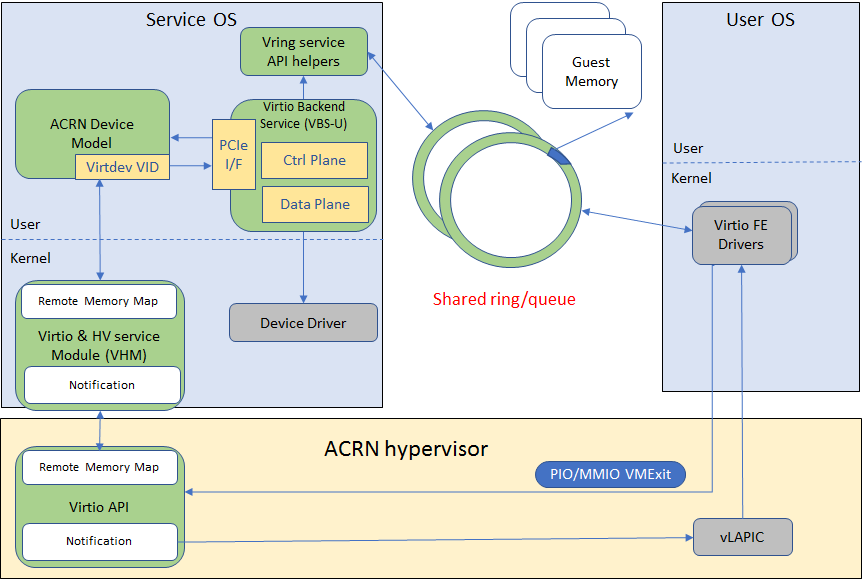 Service OS
Vring service
API helpers
ACRN Device
Model
Virtdev VID
PCIe
I/F
Virtio Backend
Service (VBS-U)
Ctrl Plane
Data Plane
User
Kernel
Remote Memory Map
Virtio & HV service
Module (VHM)
Notification
Device Driver
Shared ring/queue
Guest
Memory
User OS
User
Kernel
Virtio FE
Drivers
ACRN hypervisor
Remote Memory Map
Virtio API
Notification
PIO/MMIO VMExit
vLAPIC